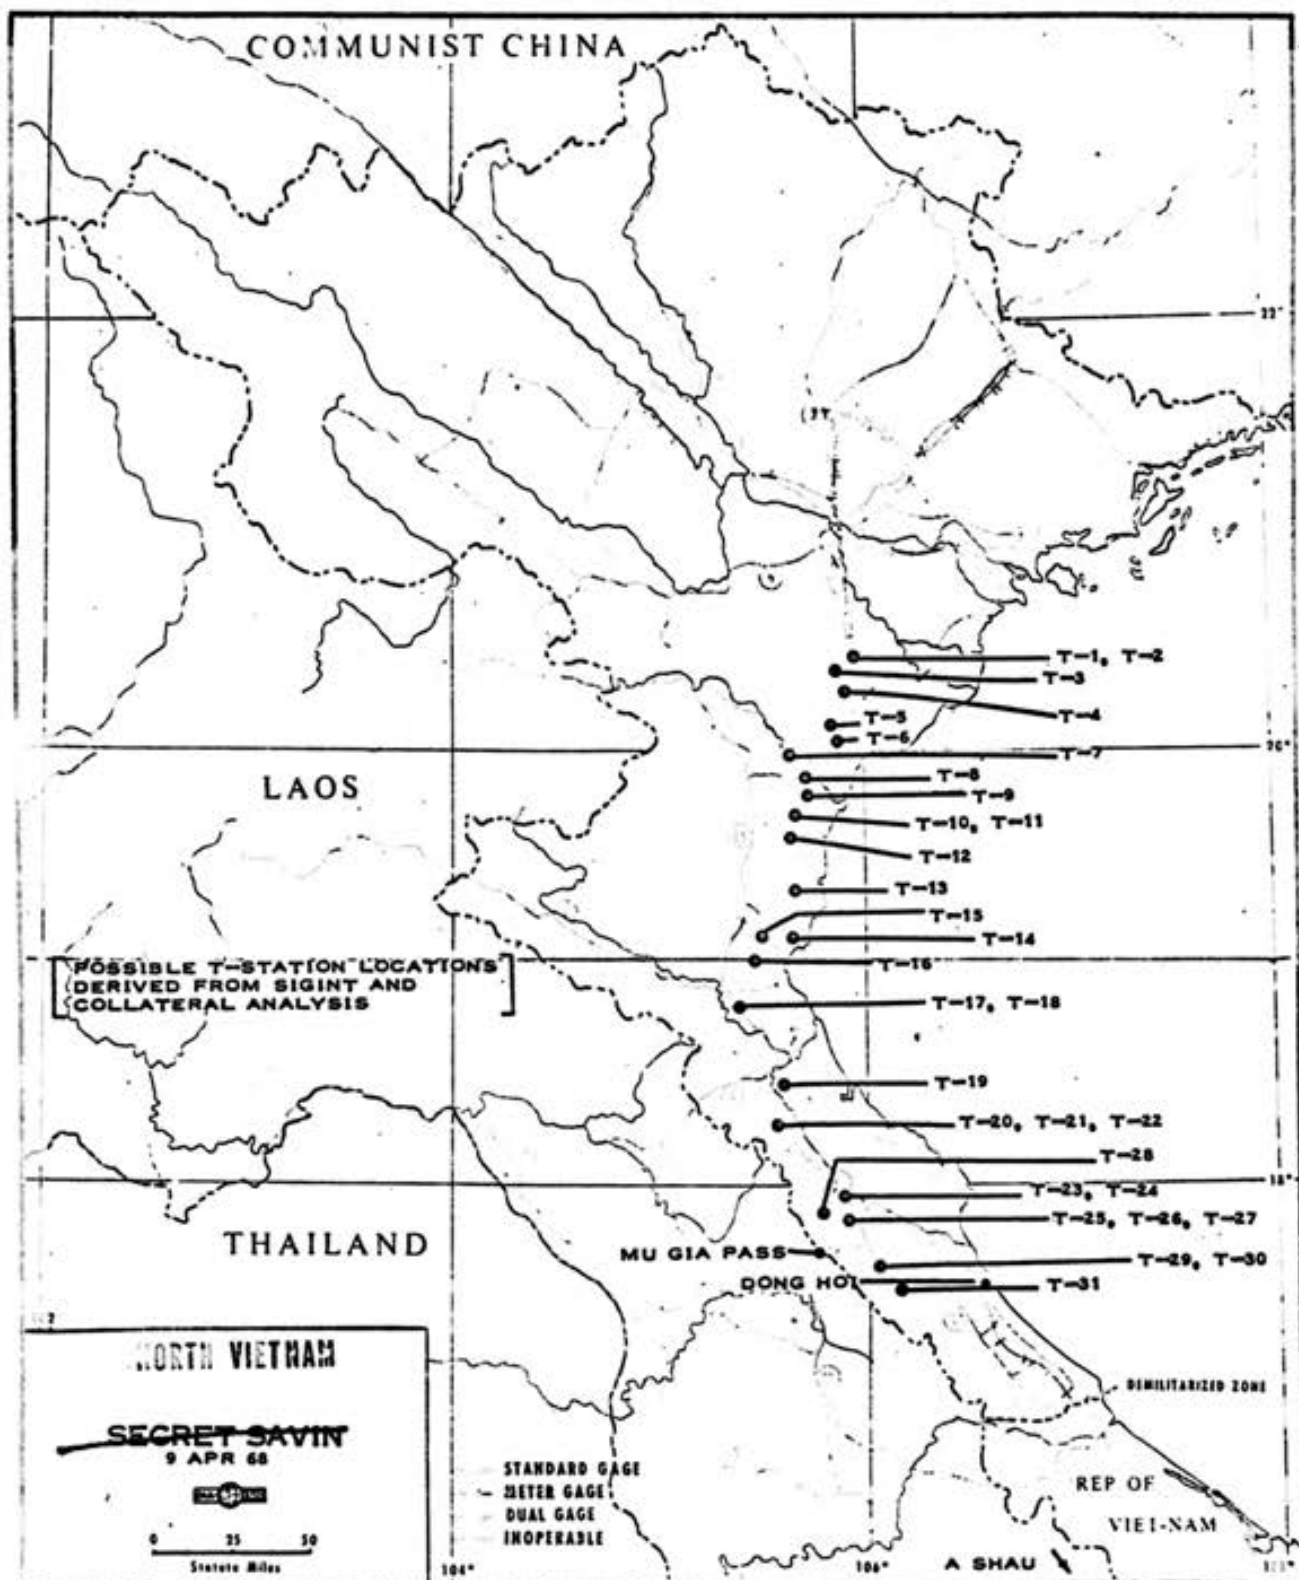 COMMUNIST CHINA
22°
T-1, T-2
T-3
T-4
T-5
T-6
20°
T-7
T-8
LAOS
T-9
T-10, T-11
T-12
T-13
T-15
T-14
POSSIBLE T-STATION LOCATIONS
DERIVED FROM SIGINT AND
COLLATERAL ANALYSIS
T-16
T-17, T-18
T-19
T-20, T-21, T-22
T-28
18°
T-23, T-24
T-25, T-26, T-27
THAILAND
MU GIA PASS
T-29, T-30
DONG HOI
T-31
NORTH VIETNAM
DEMILITARIZED ZONE
SECRET SAVIN
9 APR 68
STANDARD GAGE
METER GAGE
DUAL GAGE
INOPERABLE
REP OF
VIET-NAM
0 25 50
Statute Miles
104°
106°
A SHAU